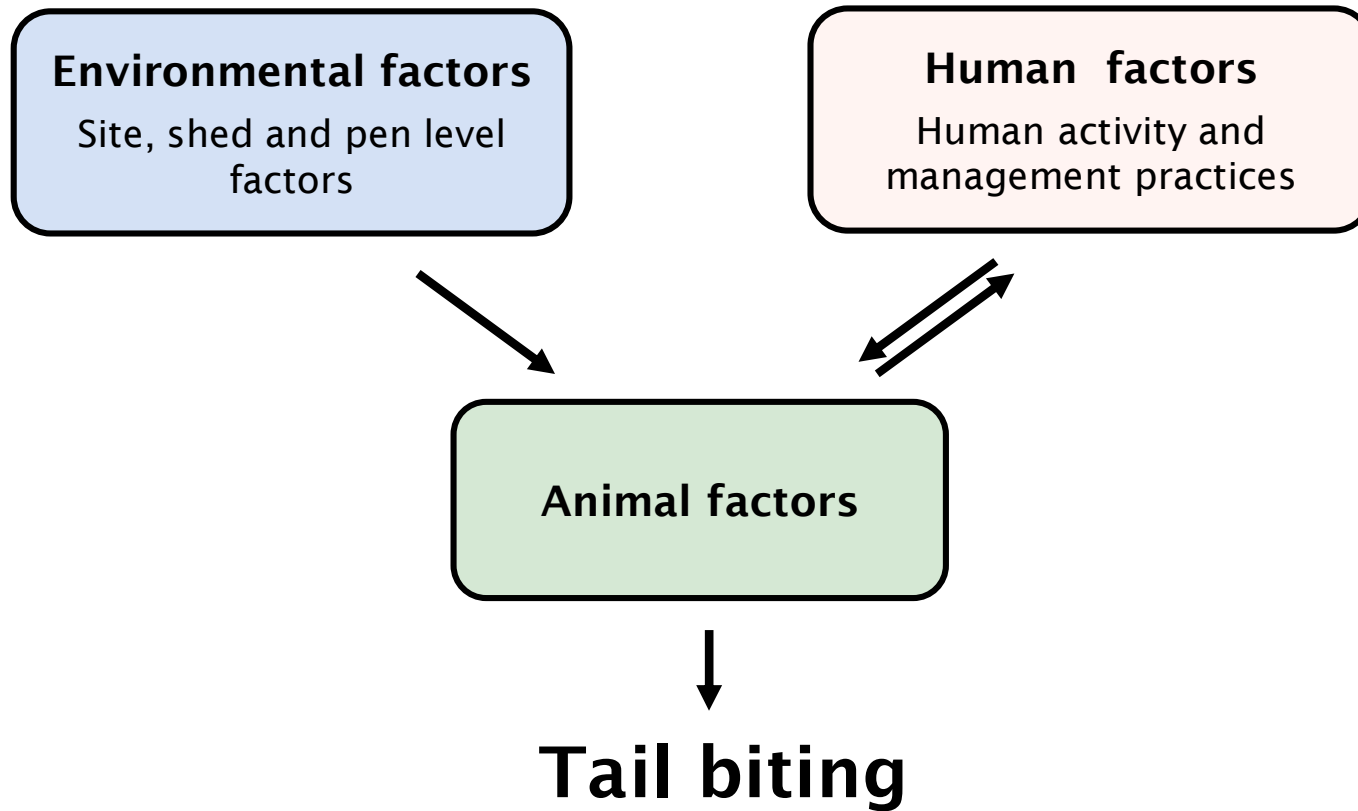 Environmental factors
Site, shed and pen level
factors
Human factors
Human activity and
management practices
Animal factors
Tail biting